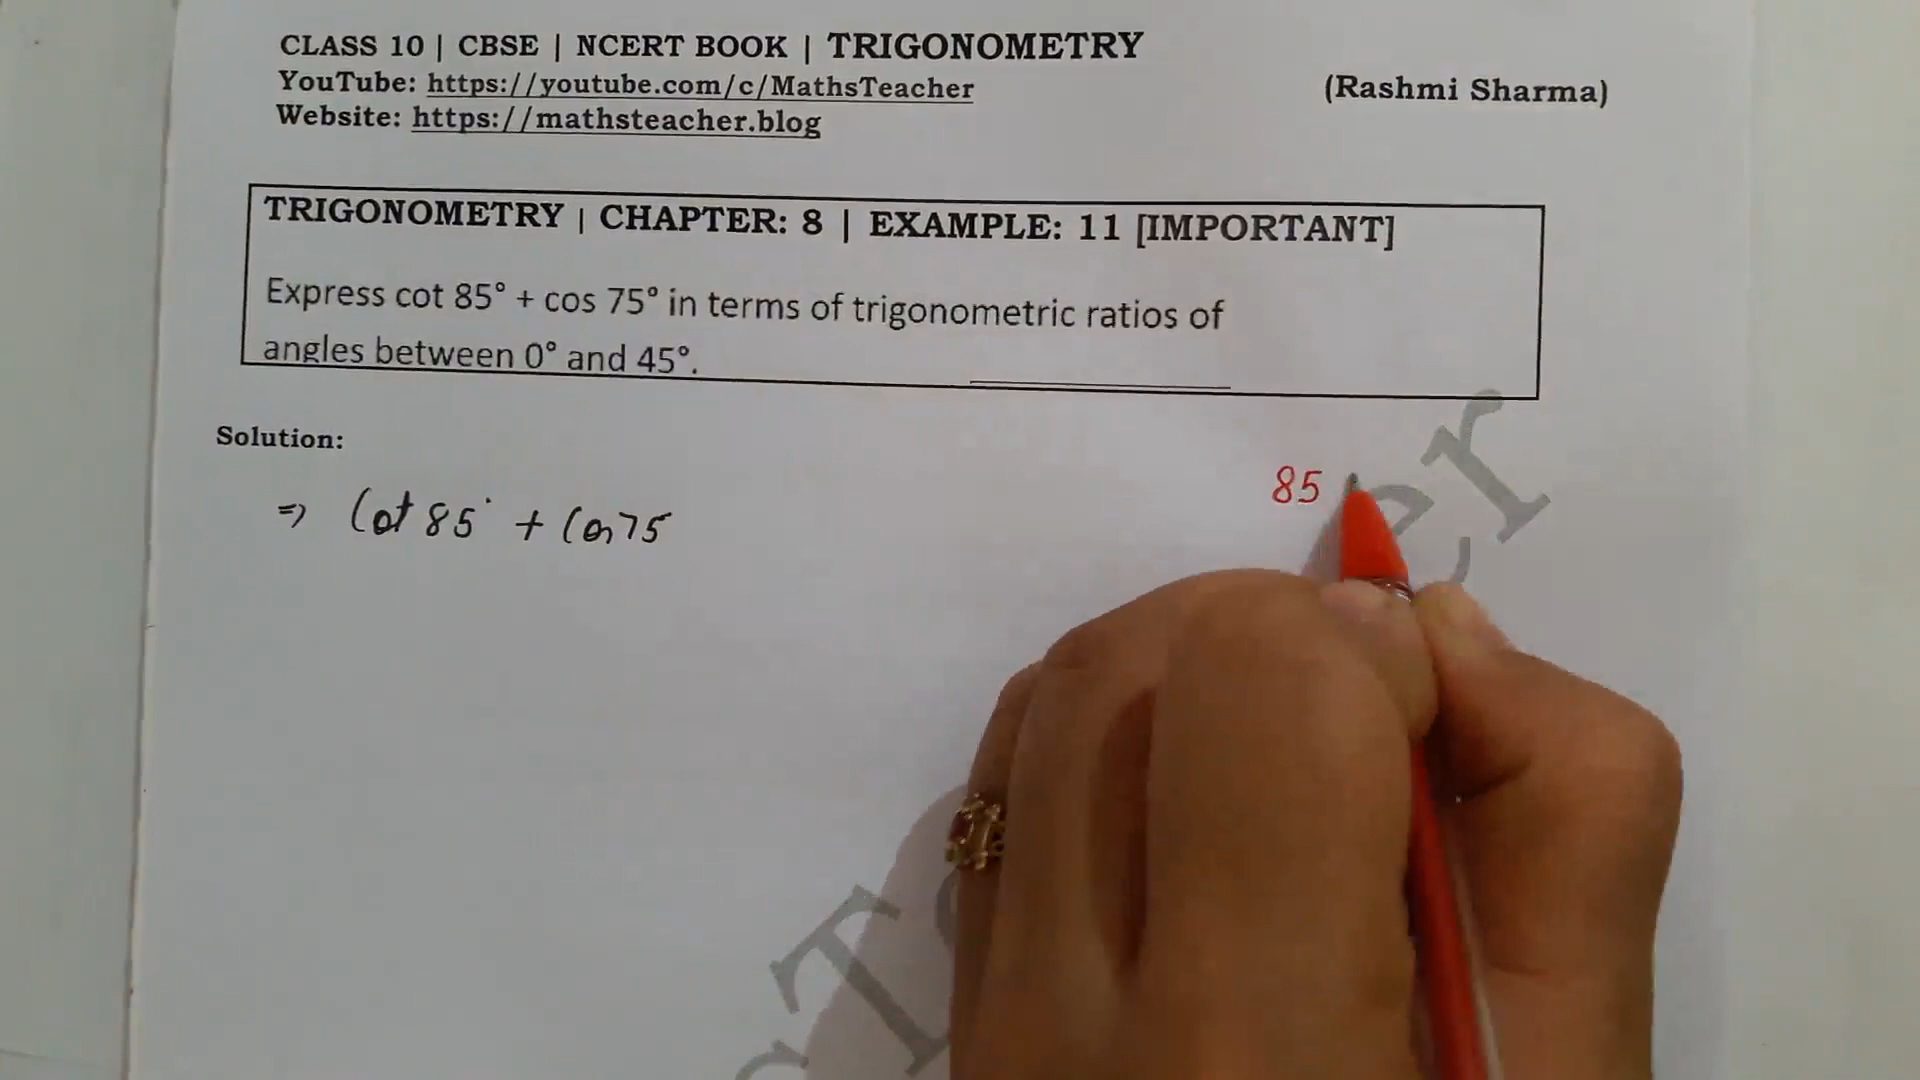 CLASS 10 | CBSE | NCERT BOOK | TRIGONOMETRY
YouTube: https://youtube.com/c/MathsTeacher (Rashmi Sharma)
Website: https://mathsteacher.blog
TRIGONOMETRY | CHAPTER: 8 | EXAMPLE: 11 [IMPORTANT]
Express cot 85° + cos 75° in terms of trigonometric ratios of
angles between 0° and 45°.
Solution:
⇒ Cot 85° + Cos 75
85